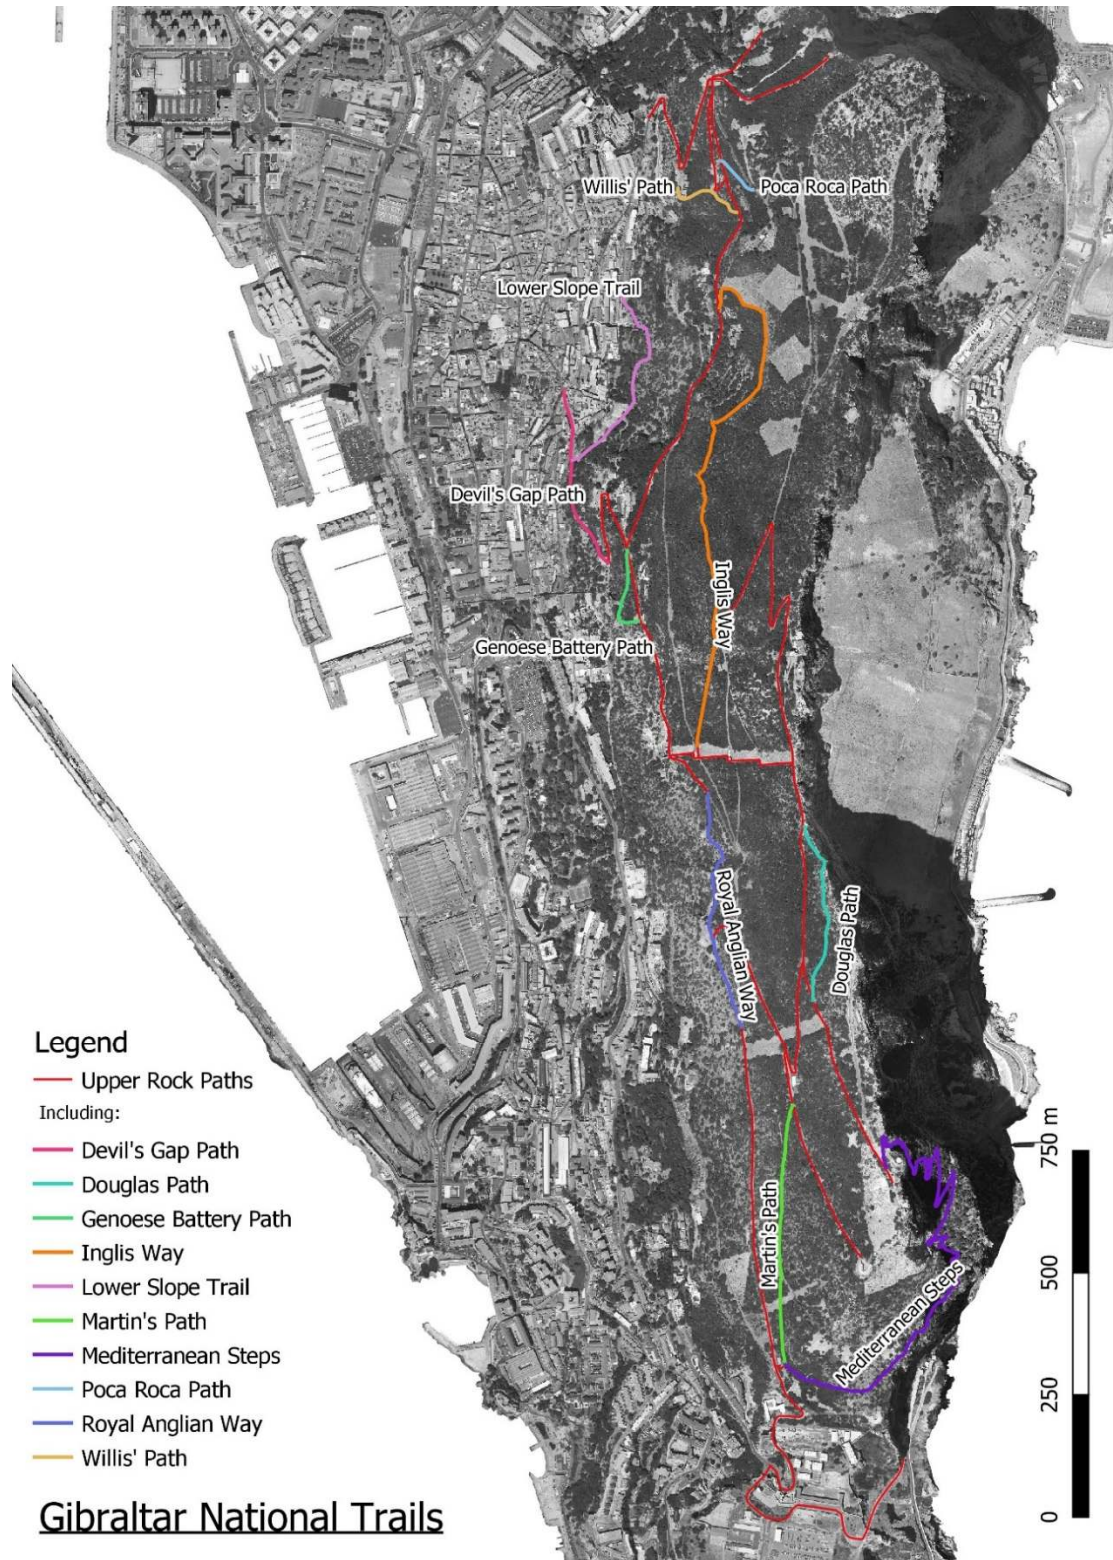 Willis' Path
Poca Roca Path
Lower Slope Trail
Devil's Gap Path
Inglis Way
Genoese Battery Path
Royal Anglian Way
Douglas Path
Martin's Path
Mediterranean Steps
Legend
Upper Rock Paths
Including:
Devil's Gap Path
Douglas Path
Genoese Battery Path
Inglis Way
Lower Slope Trail
Martin's Path
Mediterranean Steps
Poca Roca Path
Royal Anglian Way
Willis' Path
Gibraltar National Trails
750 m
500
250
0